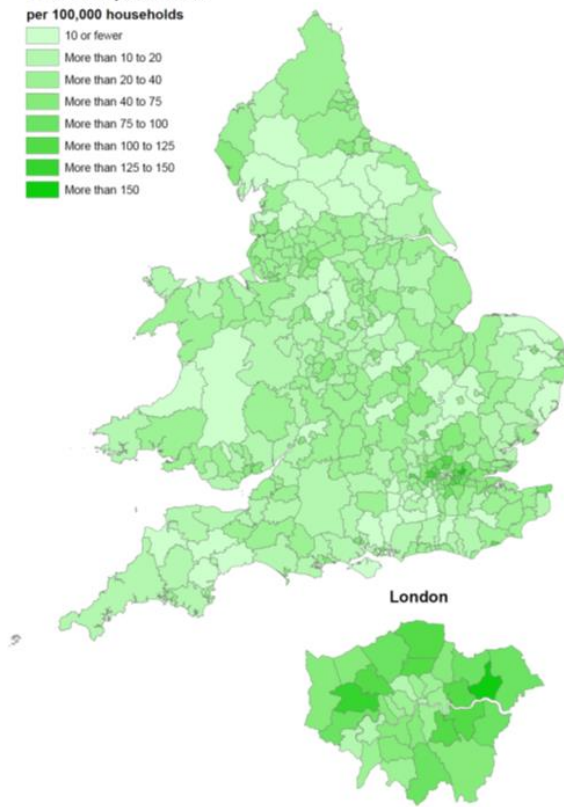 per 100,000 households
10 or fewer
More than 10 to 20
More than 20 to 40
More than 40 to 75
More than 75 to 100
More than 100 to 125
More than 125 to 150
More than 150
London